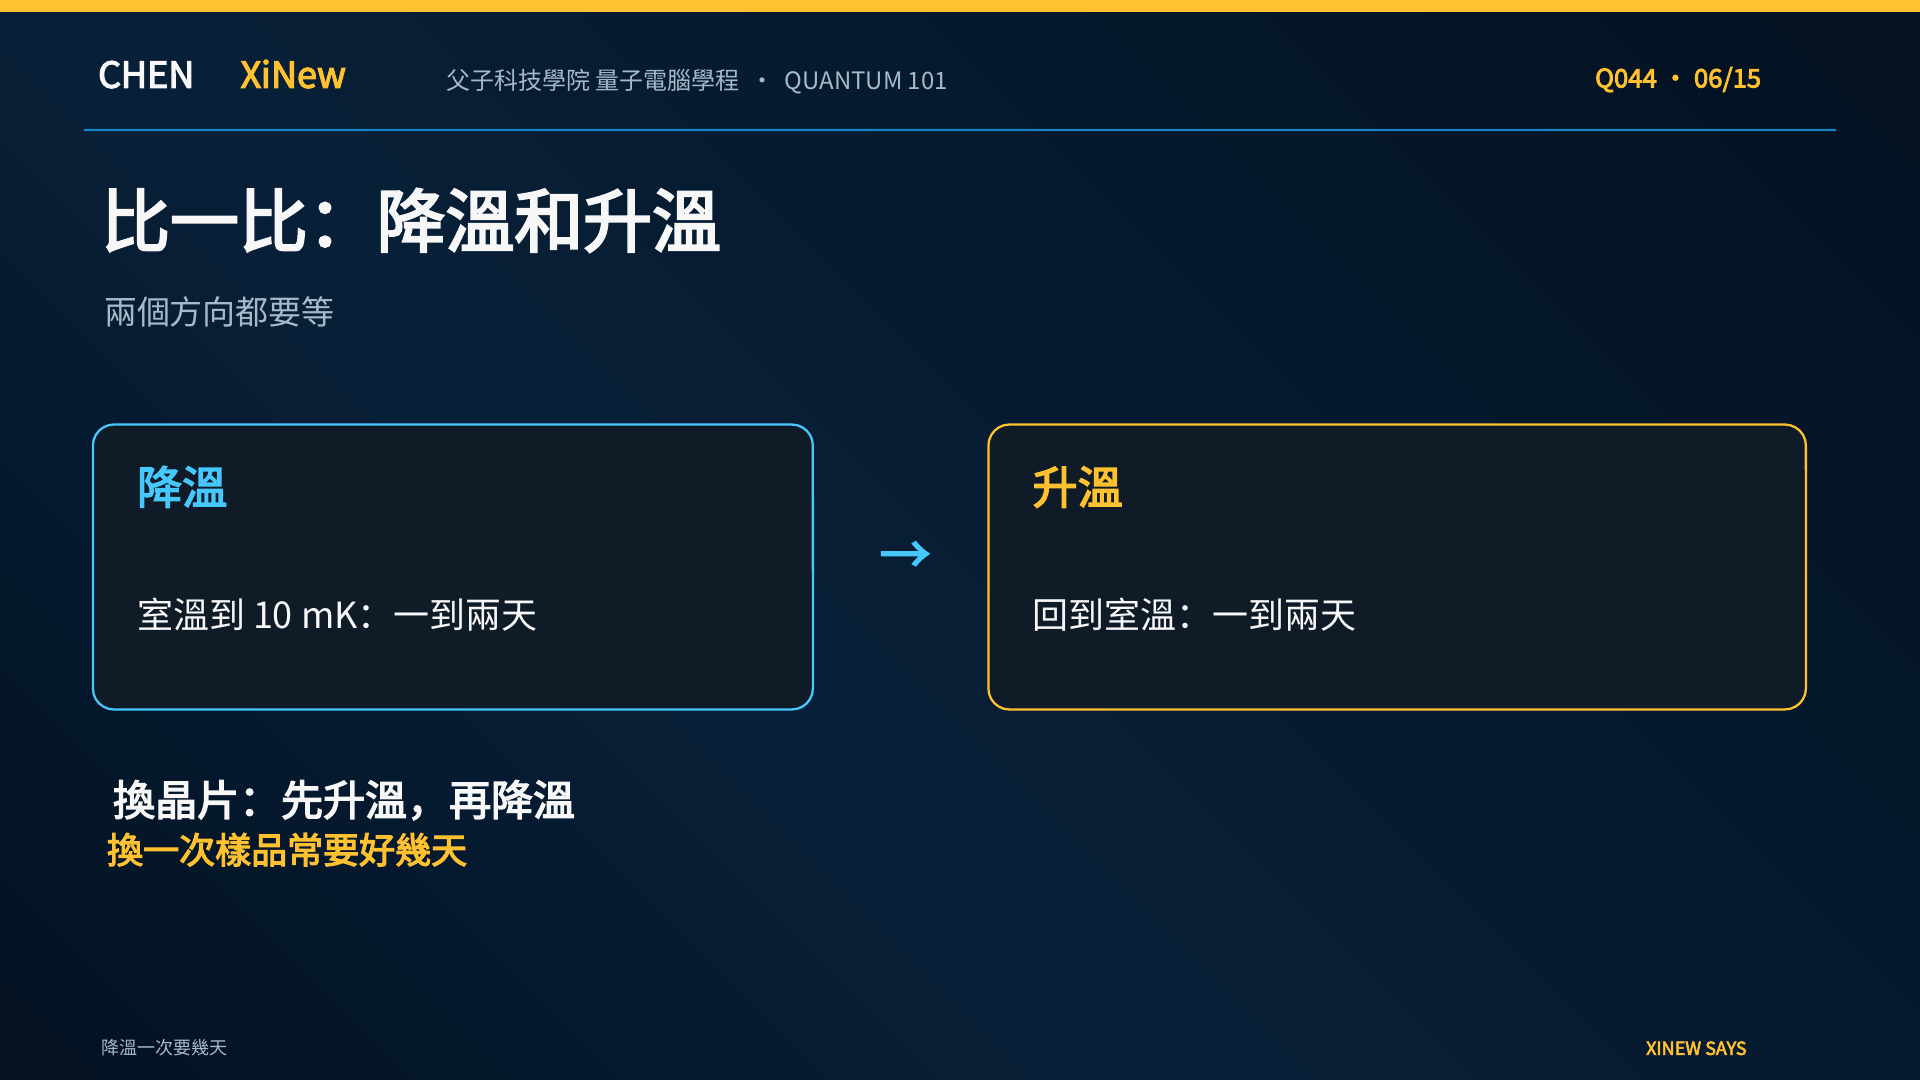 CHEN XiNew 父子科技學院 量子電腦學程 · QUANTUM 101 Q044 · 06/15
比一比：降溫和升溫
兩個方向都要等
降溫
室溫到 10 mK：一到兩天
→
升溫
回到室溫：一到兩天
換晶片：先升溫，再降溫
換一次樣品常要好幾天
降溫一次要幾天
XINEW SAYS